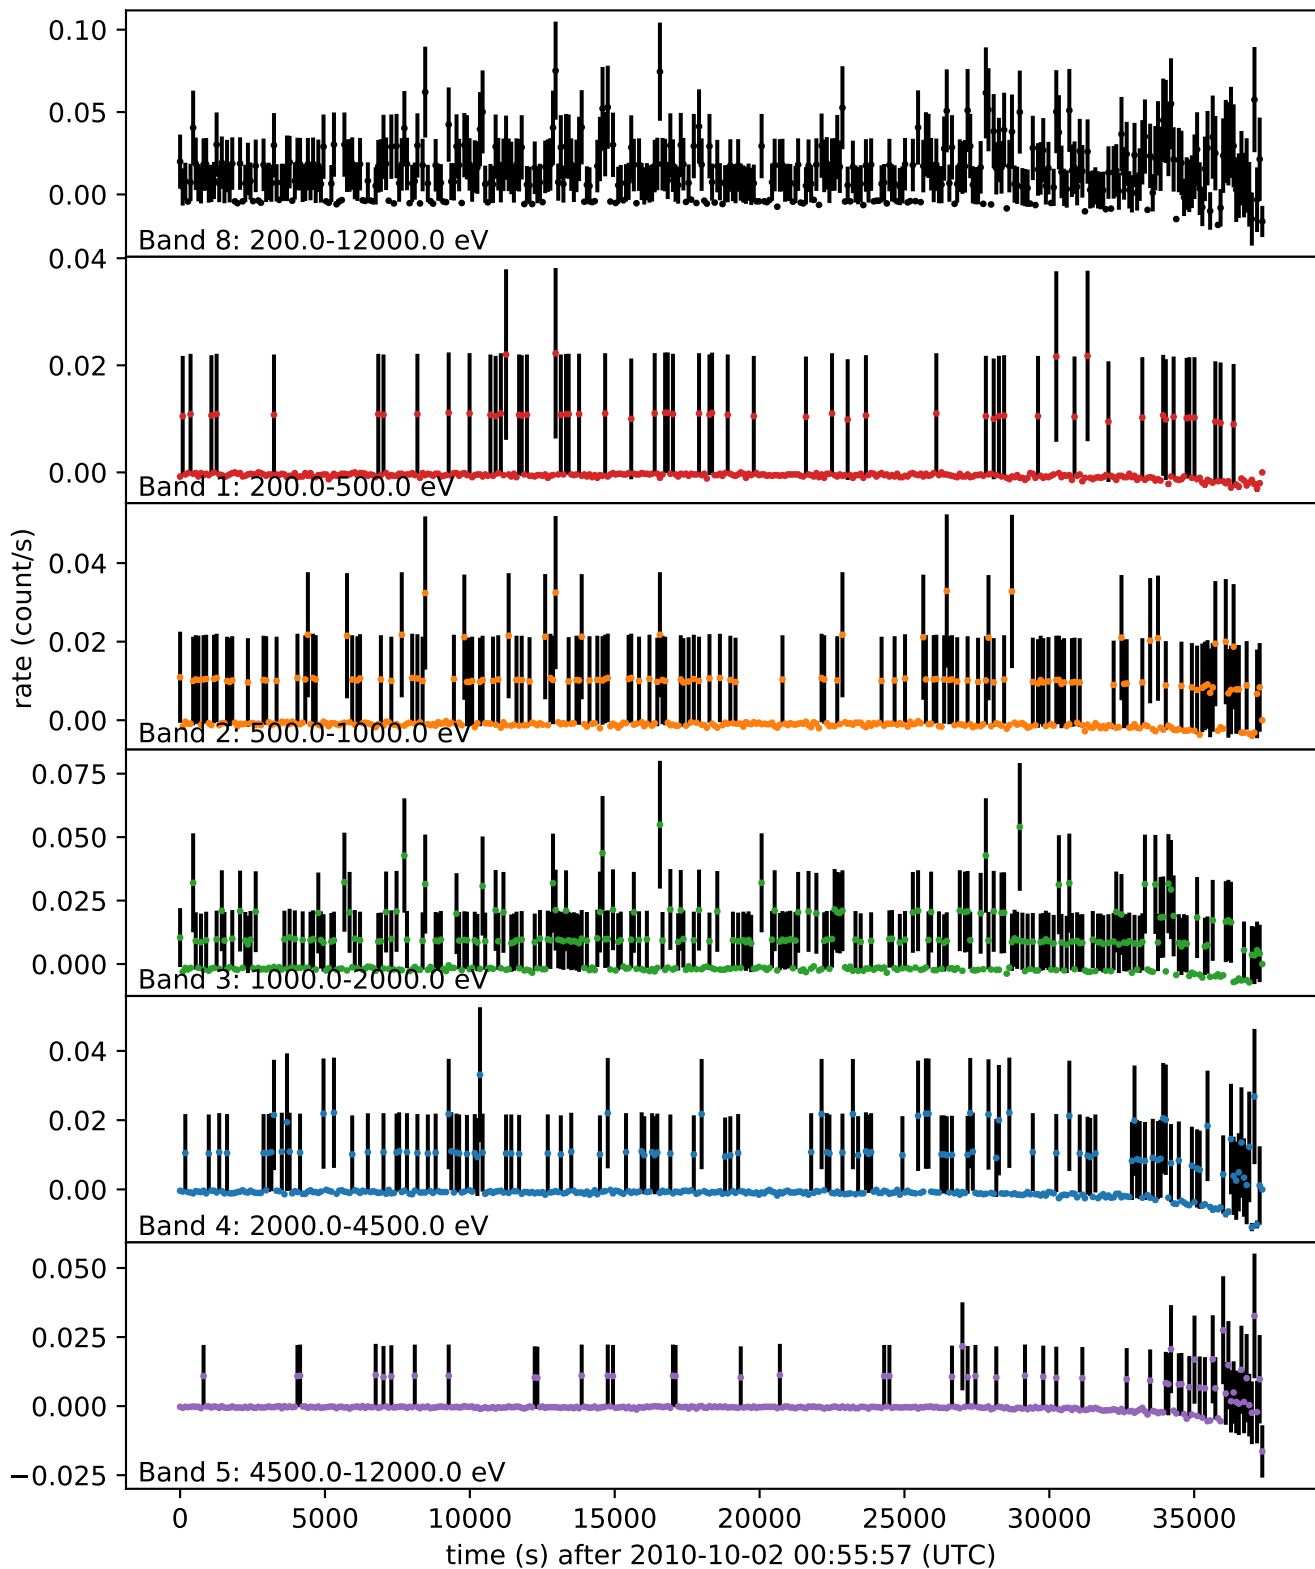 0.10
0.05
0.00
Band 8: 200.0-12000.0 eV
0.04
0.02
0.00
Band 1: 200.0-500.0 eV
0.04
0.02
0.00
Band 2: 500.0-1000.0 eV
rate (count/s)
0.075
0.050
0.025
0.000
Band 3: 1000.0-2000.0 eV
0.04
0.02
0.00
Band 4: 2000.0-4500.0 eV
0.050
0.025
0.000
−0.025
Band 5: 4500.0-12000.0 eV
0 5000 10000 15000 20000 25000 30000 35000
time (s) after 2010-10-02 00:55:57 (UTC)